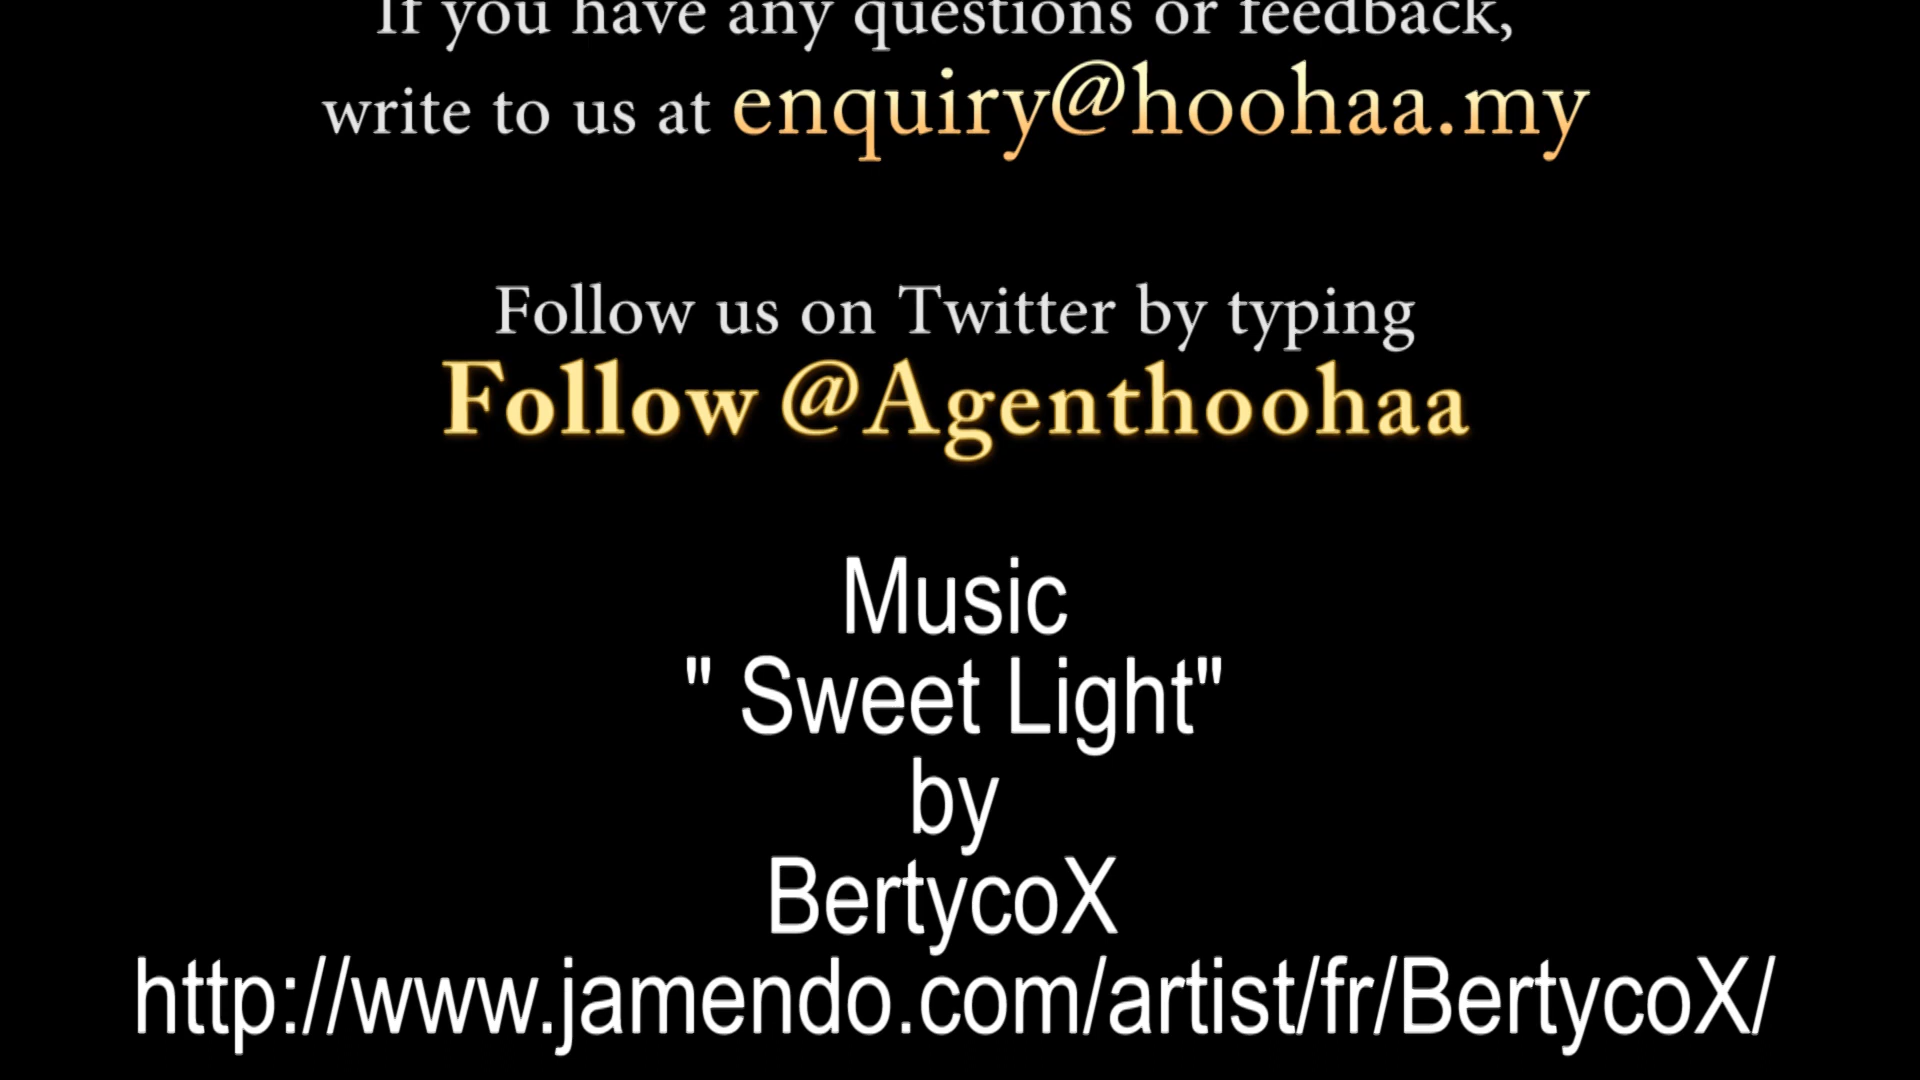 If you have any questions or feedback,
write to us at enquiry@hoohaa.my
Follow us on Twitter by typing
Follow @Agenthoohaa
Music
" Sweet Light"
by
BertycoX
http://www.jamendo.com/artist/fr/BertycoX/